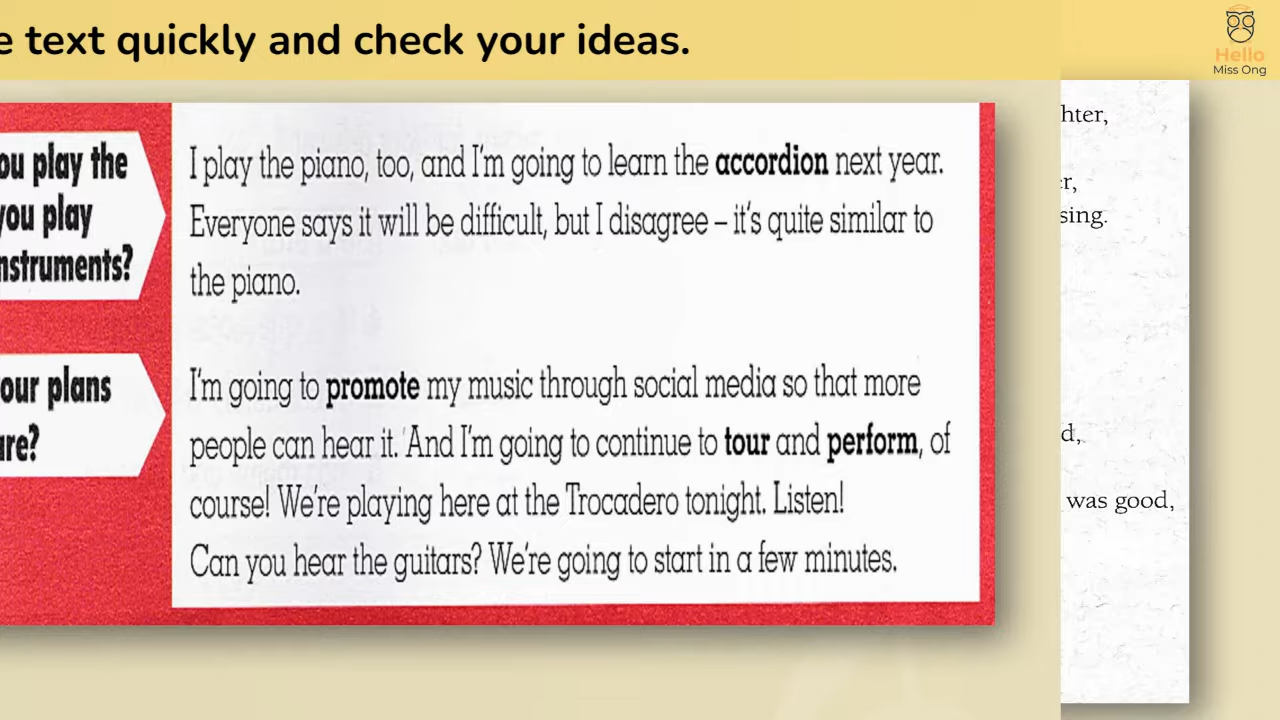 e text quickly and check your ideas.
Hello
Miss Ong
ou play the
you play
nstruments?
I play the piano, too, and I'm going to learn the accordion next year.
Everyone says it will be difficult, but I disagree – it's quite similar to
the piano.
our plans
ure?
I'm going to promote my music through social media so that more
people can hear it. And I'm going to continue to tour and perform, of
course! We're playing here at the Trocadero tonight. Listen!
Can you hear the guitars? We're going to start in a few minutes.
hter,
r,
sing.
d,
was good,